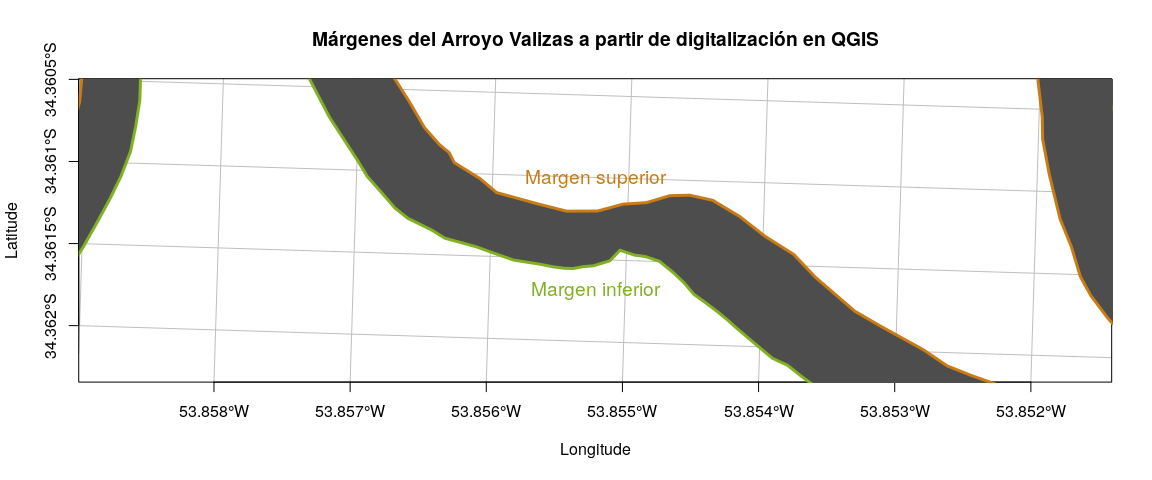 Márgenes del Arroyo Valizas a partir de digitalización en QGIS
34.3605°S
34.361°S
34.3615°S
34.362°S
Latitude
Margen superior
Margen inferior
53.858°W 53.857°W 53.856°W 53.855°W 53.854°W 53.853°W 53.852°W
Longitude